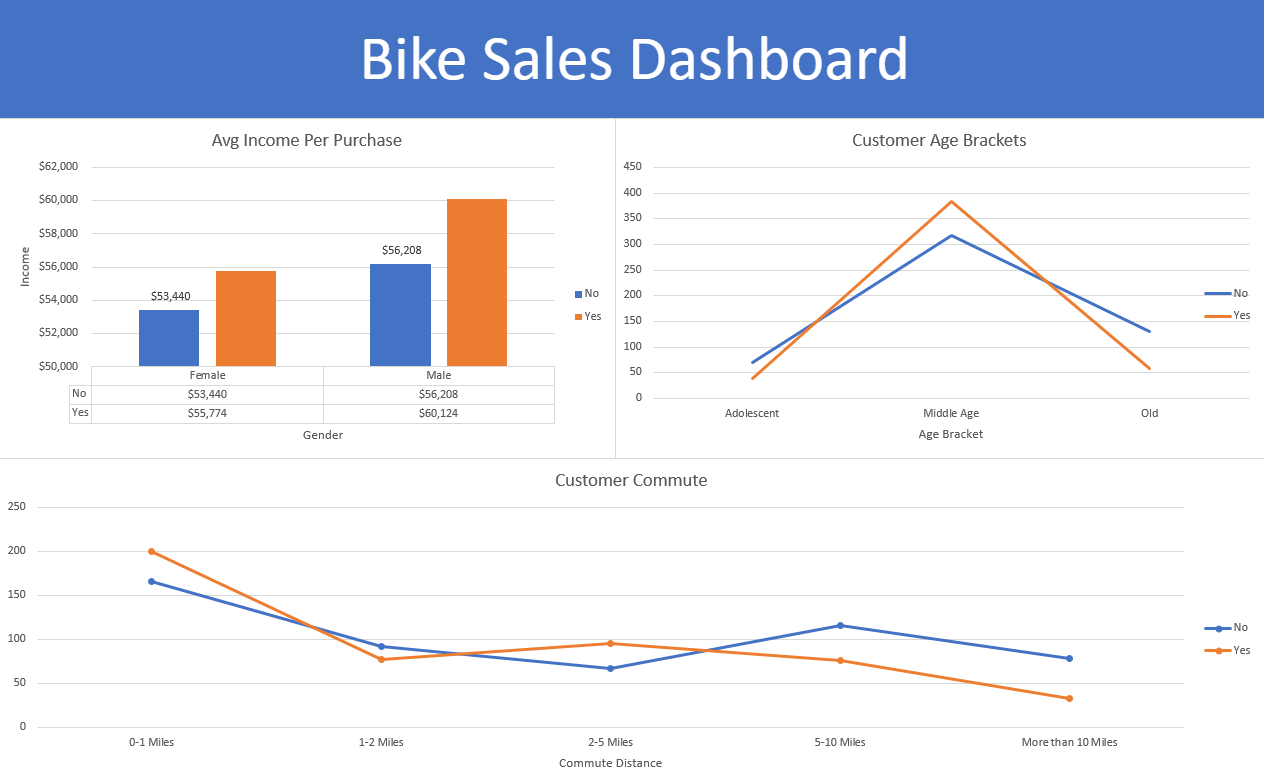 Bike Sales Dashboard
Avg Income Per Purchase
$62,000
$60,000
$58,000
$56,000
$54,000
$52,000
$50,000
Income
$53,440
$56,208
Female Male
No $53,440 $56,208
Yes $55,774 $60,124
Gender
No
Yes
Customer Age Brackets
450
400
350
300
250
200
150
100
50
0
Adolescent Middle Age Old
Age Bracket
No
Yes
Customer Commute
250
200
150
100
50
0
0-1 Miles 1-2 Miles 2-5 Miles 5-10 Miles More than 10 Miles
Commute Distance
No
Yes